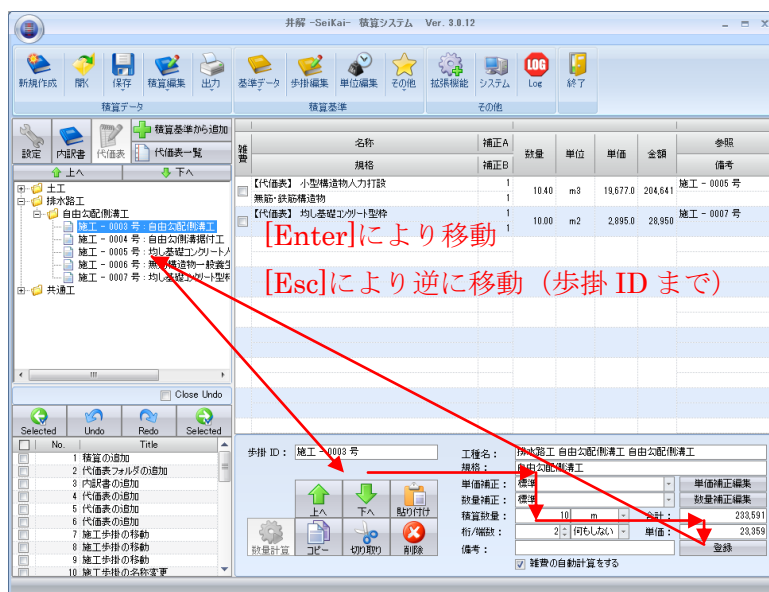 井解 -SeiKai- 積算システム Ver. 3.0.12
新規作成 開く 保存 積算編集 出力 基準データ 歩掛編集 単位編集 その他 拡張機能 システム Log 終了
積算データ 積算基準 その他
設定 内訳書 代価表 積算基準から追加
代価表一覧
上へ 下へ
土工
排水路工
自由勾配側溝工
施工 - 0003 号 : 自由勾配側溝工
施工 - 0004 号 : 自由勾配側溝据付工
施工 - 0005 号 : 均し基礎コンクリート人
施工 - 0006 号 : 無筋構造物一般養生
施工 - 0007 号 : 均し基礎コンクリート型枠
共通工
雑費 名称 補正A 数量 単位 単価 金額 参照
規格 補正B 備考
【代価表】 小型構造物人力打設 1 10.40 m3 19,677.0 204,641 施工 - 0005 号
無筋・鉄筋構造物 1
【代価表】 均し基礎コンクリート型枠 1 10.00 m2 2,895.0 28,950 施工 - 0007 号
1
[Enter]により移動
[Esc]により逆に移動（歩掛 ID まで）
Close Undo
Selected Undo Redo Selected
No. Title
1 積算の追加
2 代価表フォルダの追加
3 内訳書の追加
4 代価表の追加
5 代価表の追加
6 代価表の追加
7 施工歩掛の移動
8 施工歩掛の移動
9 施工歩掛の移動
10 施工歩掛の名称変更
歩掛 ID : 施工 - 0003 号
上へ 下へ 貼り付け
数量計算 コピー 切り取り 削除
工種名 : 排水路工 自由勾配側溝工 自由勾配側溝工
規格 : 自由勾配側溝工
単価補正 : 標準 単価補正編集
数量補正 : 標準 数量補正編集
積算数量 : 10 m 合計 : 233,591
桁/端数 : 2 何もしない 単価 : 23,359
備考 : 登録
雑費の自動計算をする